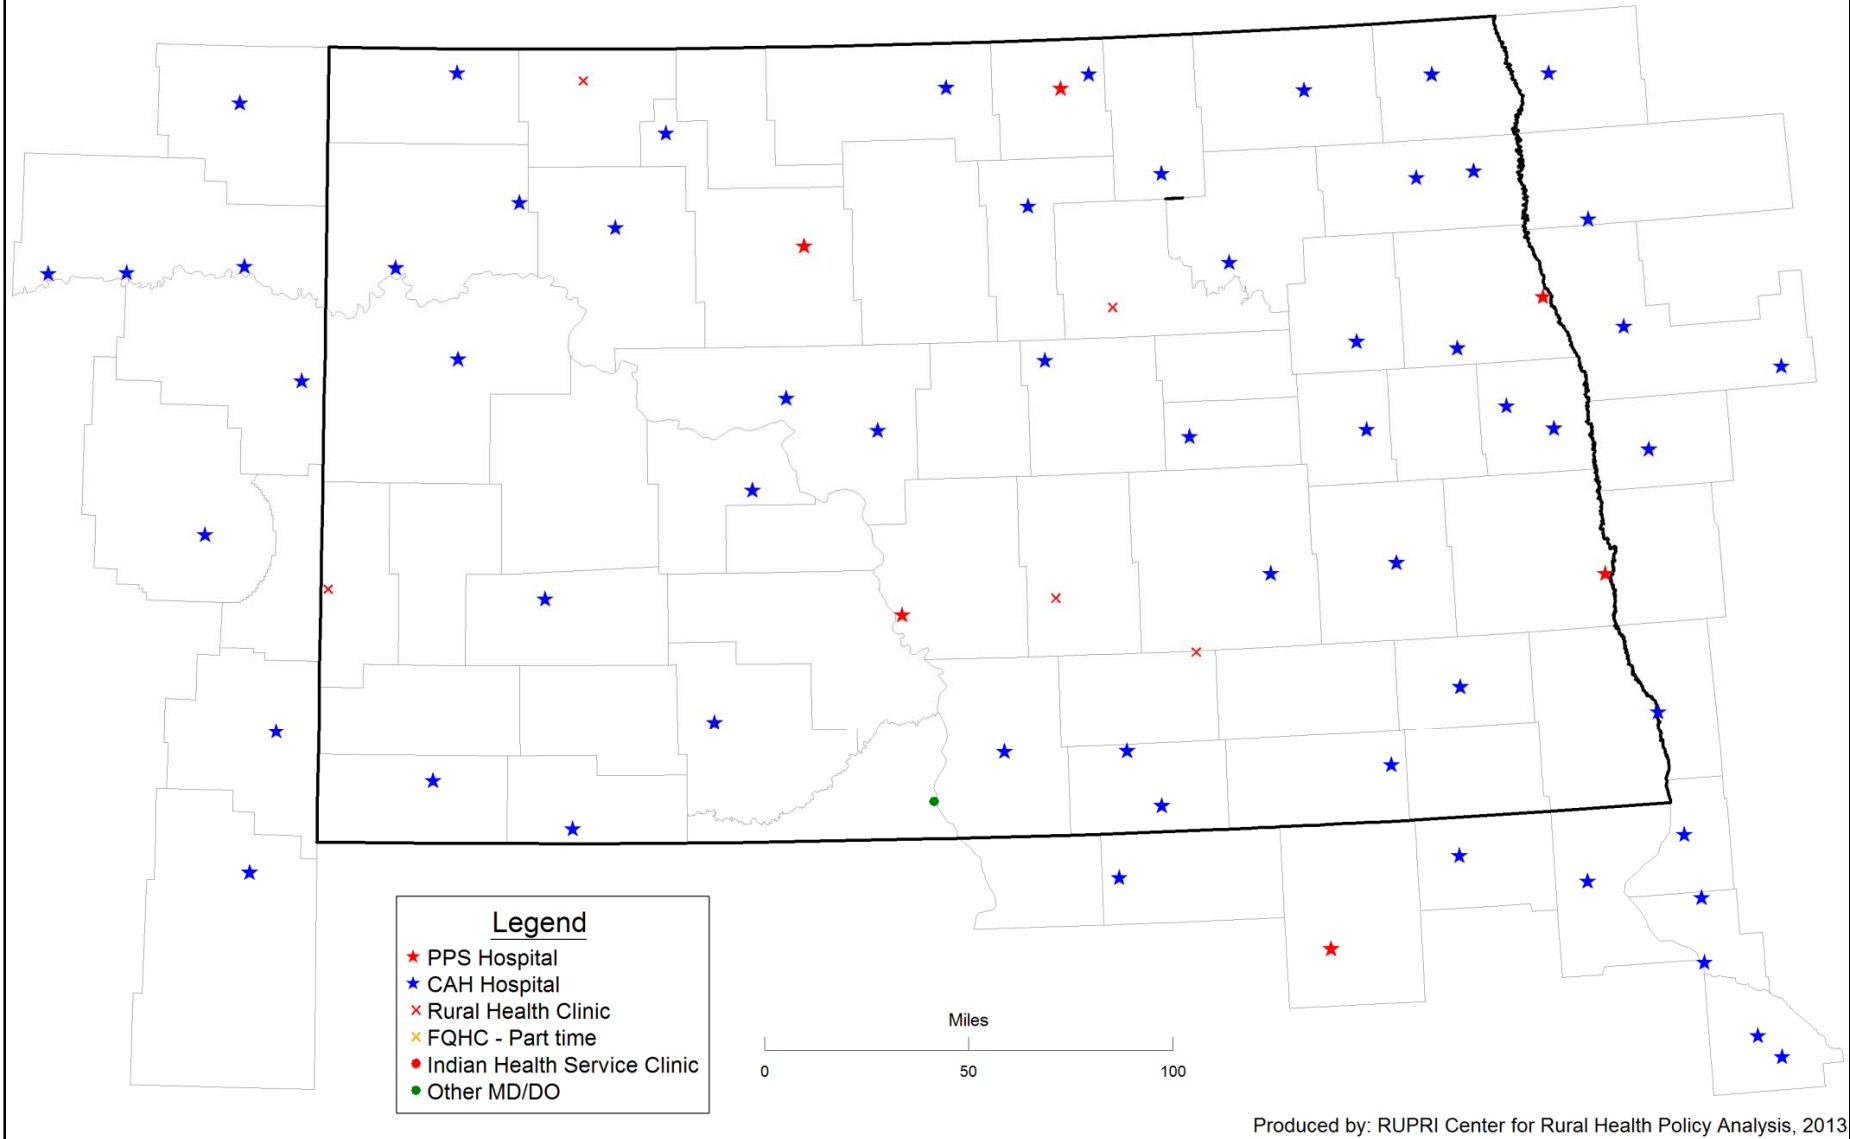 Legend
PPS Hospital
CAH Hospital
Rural Health Clinic
FQHC - Part time
Indian Health Service Clinic
Other MD/DO
Miles
0 50 100
Produced by: RUPRI Center for Rural Health Policy Analysis, 2013